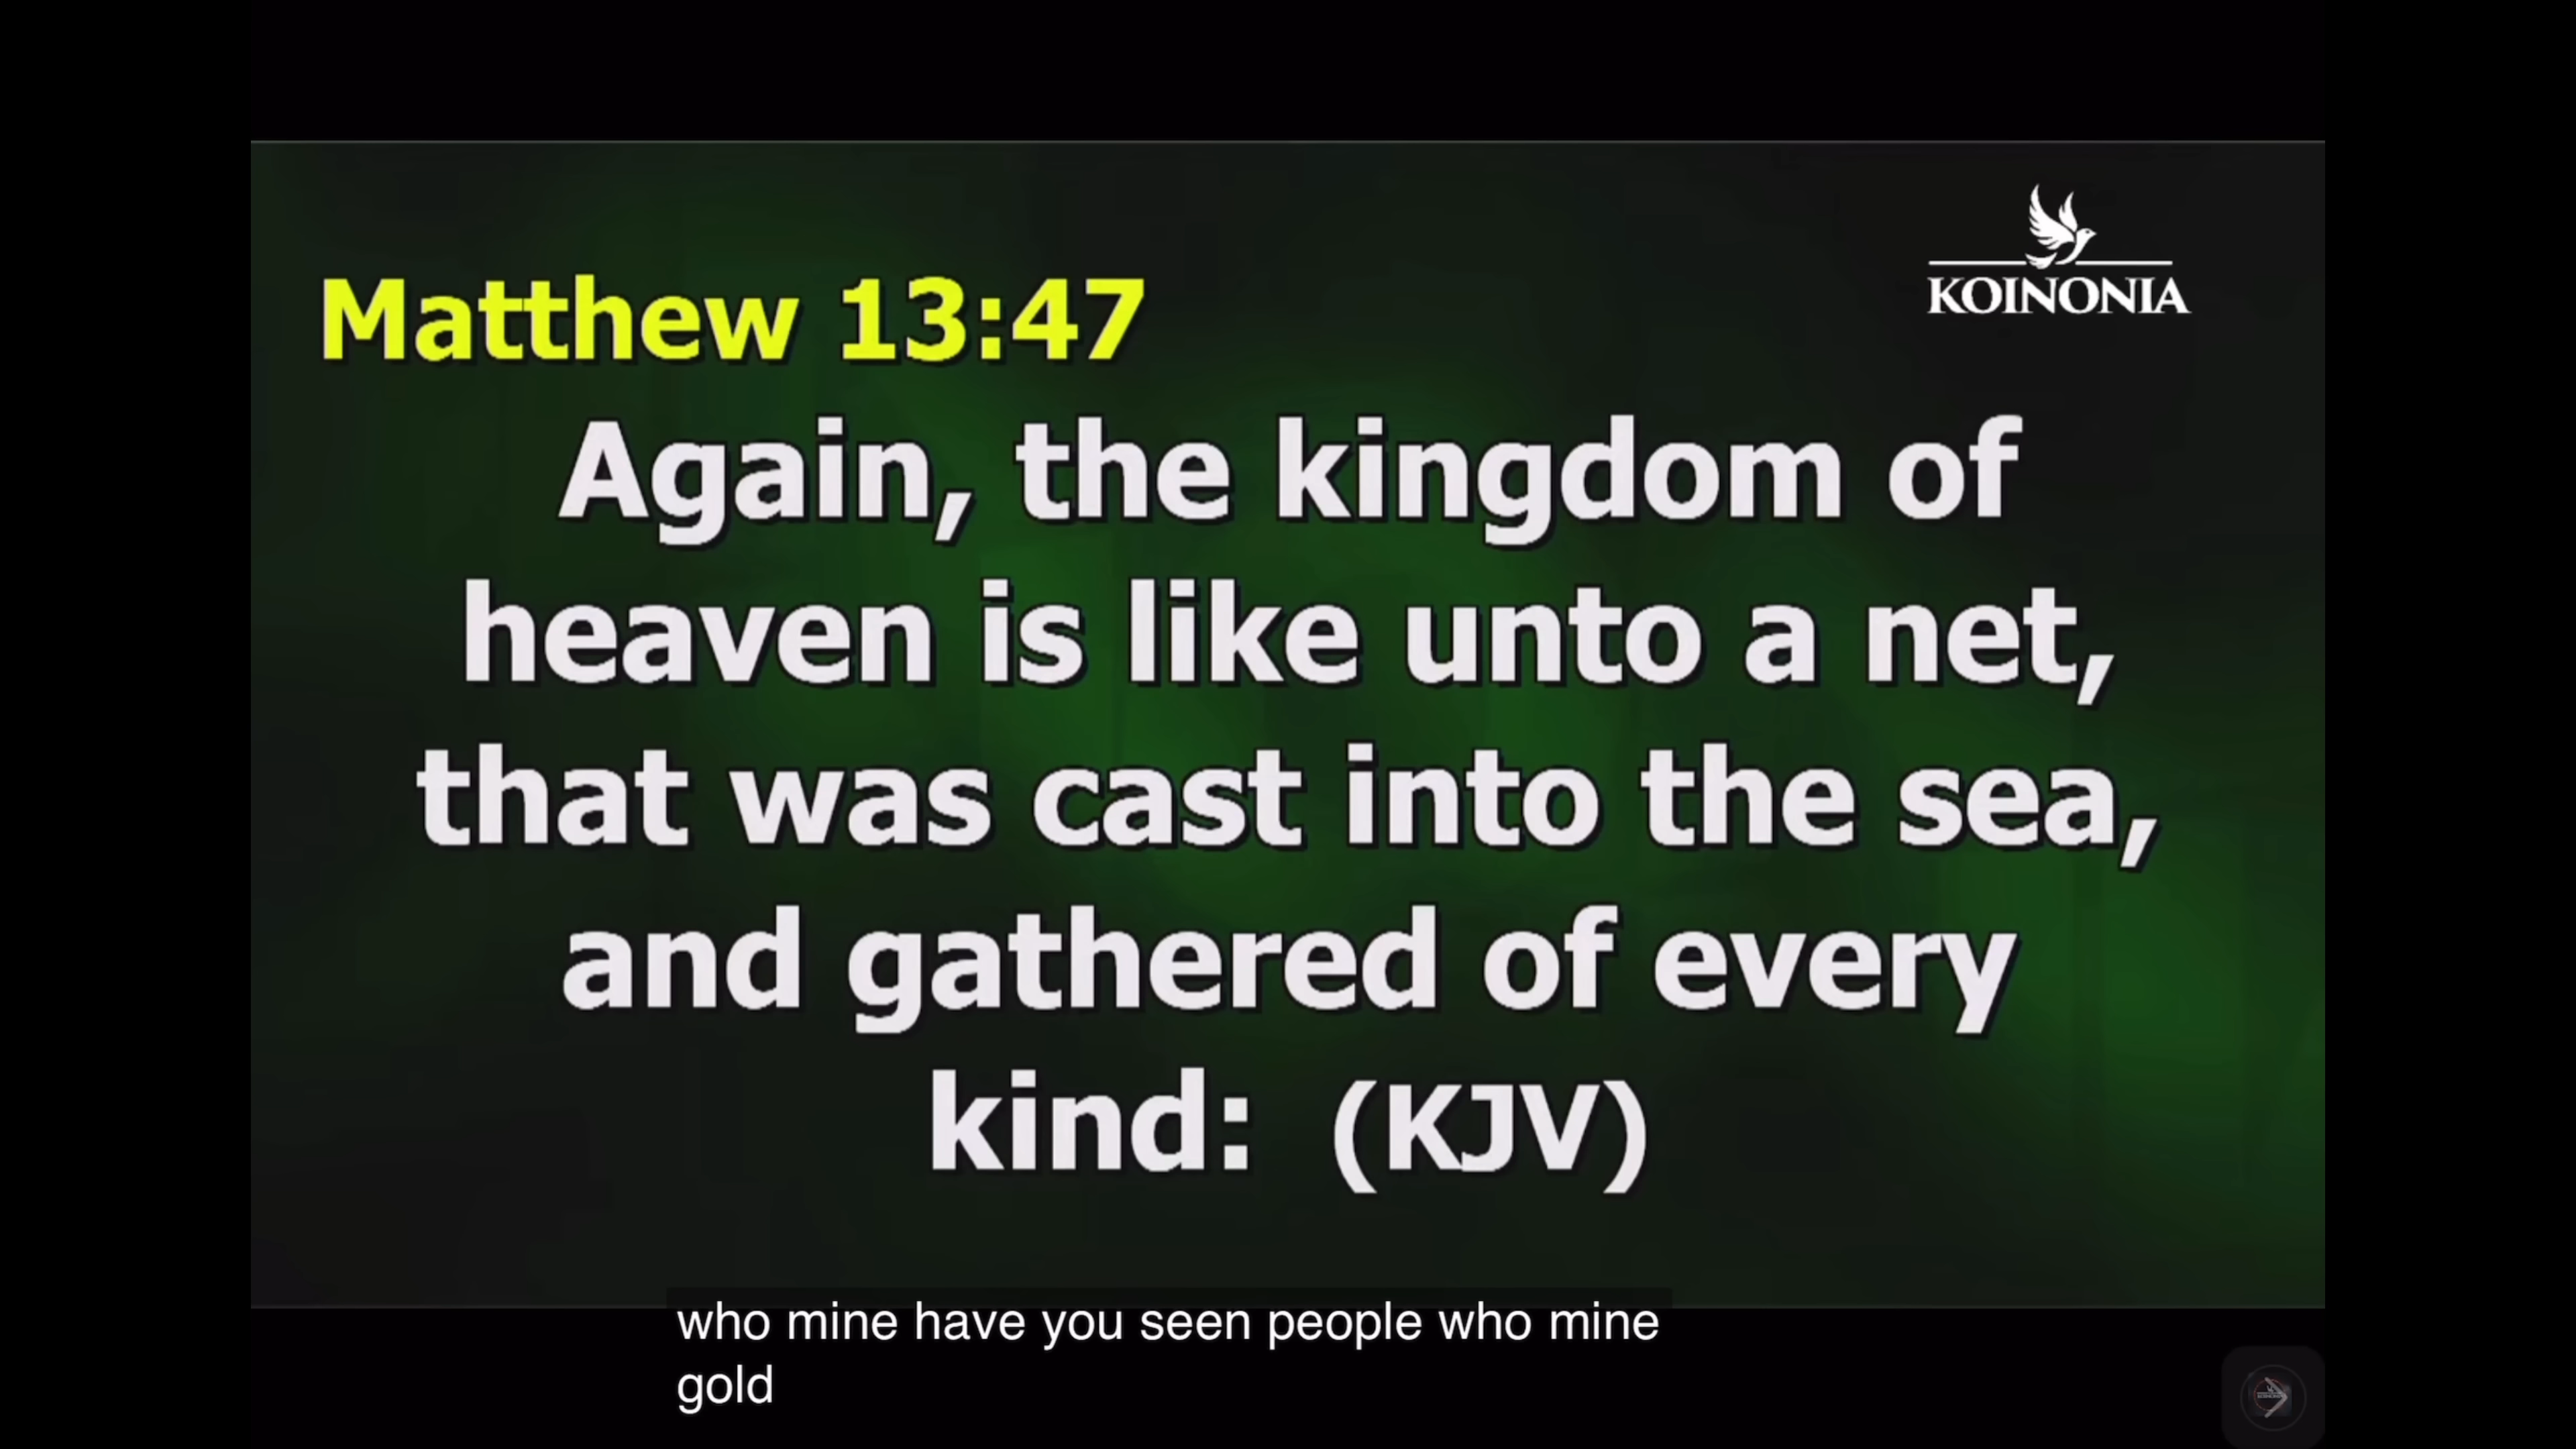 KOINONIA
Matthew 13:47
Again, the kingdom of
heaven is like unto a net,
that was cast into the sea,
and gathered of every
kind: (KJV)
who mine have you seen people who mine
gold